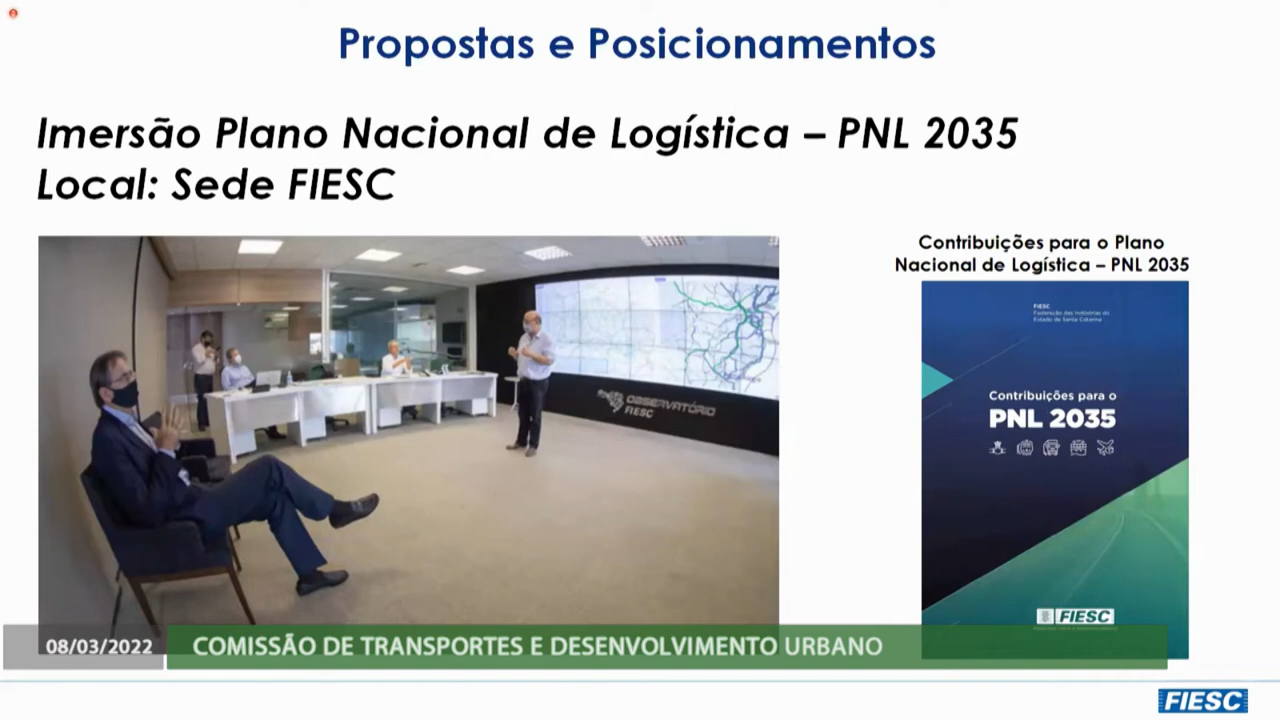 Propostas e Posicionamentos
Imersão Plano Nacional de Logística – PNL 2035
Local: Sede FIESC
Contribuições para o Plano
Nacional de Logística – PNL 2035
FIESC
Federação das Indústrias do
Estado de Santa Catarina
Contribuições para o
PNL 2035
OBSERVATÓRIO
FIESC
FIESC
08/03/2022
COMISSÃO DE TRANSPORTES E DESENVOLVIMENTO URBANO
FIESC